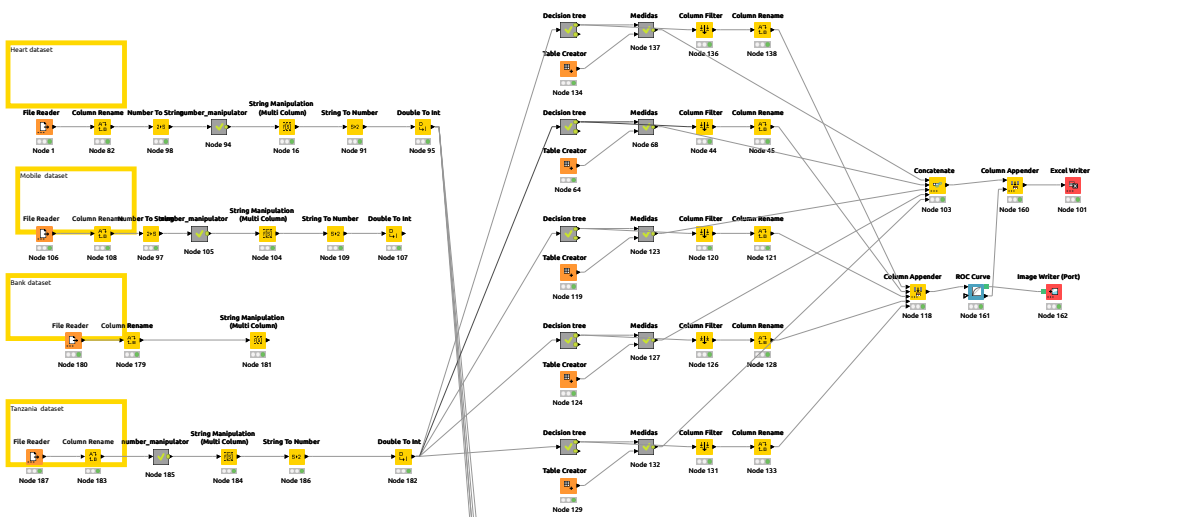 Heart dataset
File Reader
Node 1
Column Rename
Node 82
Number To String
Node 98
number_manipulator
Node 94
String Manipulation
(Multi Column)
Node 16
String To Number
Node 91
Double To Int
Node 95
Mobile dataset
File Reader
Node 106
Column Rename
Node 108
Number To String
Node 97
number_manipulator
Node 105
String Manipulation
(Multi Column)
Node 104
String To Number
Node 109
Double To Int
Node 107
Bank dataset
File Reader
Node 180
Column Rename
Node 179
String Manipulation
(Multi Column)
Node 181
Tanzania dataset
File Reader
Node 187
Column Rename
Node 183
number_manipulator
Node 185
String Manipulation
(Multi Column)
Node 184
String To Number
Node 186
Double To Int
Node 182
Decision tree
Medidas
Node 137
Column Filter
Node 136
Column Rename
Node 138
Table Creator
Node 134
Decision tree
Medidas
Node 68
Column Filter
Node 44
Column Rename
Node 45
Table Creator
Node 64
Decision tree
Medidas
Node 123
Column Filter
Node 120
Column Rename
Node 121
Table Creator
Node 119
Decision tree
Medidas
Node 127
Column Filter
Node 126
Column Rename
Node 128
Table Creator
Node 124
Decision tree
Medidas
Node 132
Column Filter
Node 131
Column Rename
Node 133
Table Creator
Node 129
Concatenate
Node 103
Column Appender
Node 160
Excel Writer
Node 101
Column Appender
Node 118
ROC Curve
Node 161
Image Writer (Port)
Node 162